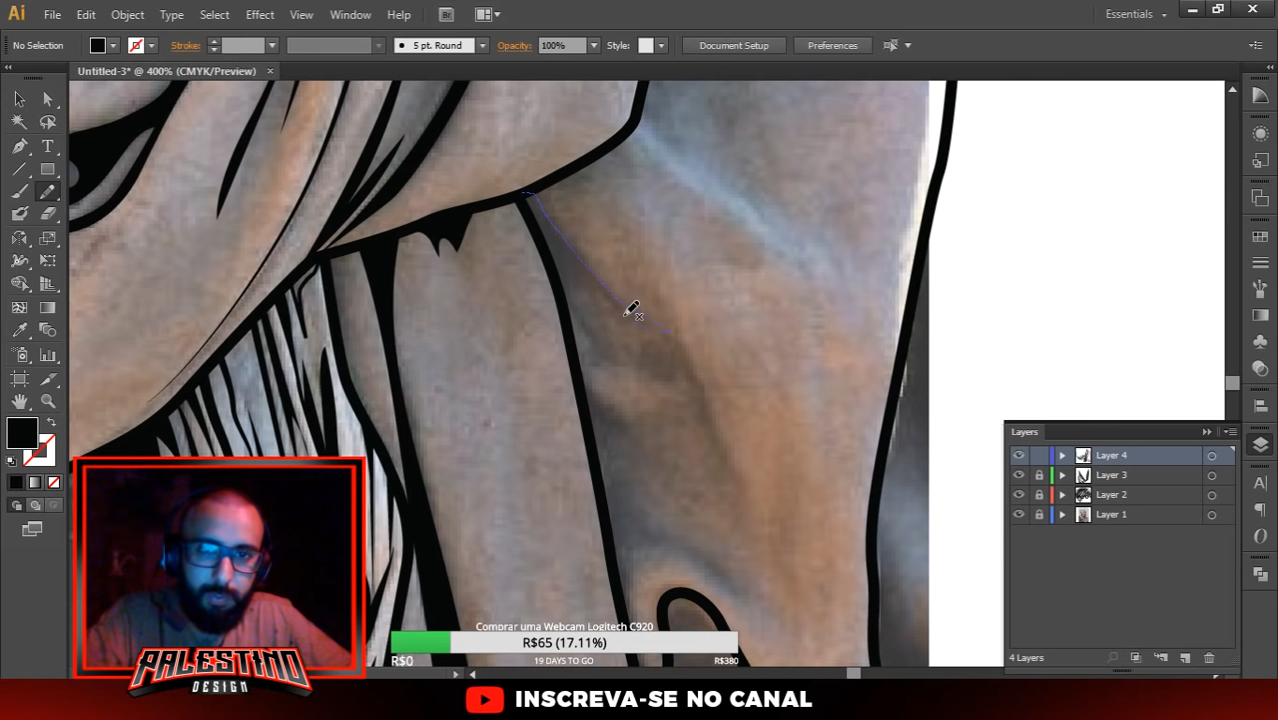 Ai File Edit Object Type Select Effect View Window Help Br Essentials
No Selection Stroke: 5 pt. Round Opacity: 100% Style: Document Setup Preferences
Untitled-3* @ 400% (CMYK/Preview)
Layers
Layer 4
Layer 3
Layer 2
Layer 1
4 Layers
Comprar uma Webcam Logitech C920
R$65 (17.11%)
R$0 19 DAYS TO GO R$380
PALESTINO
DESIGN
INSCREVA-SE NO CANAL